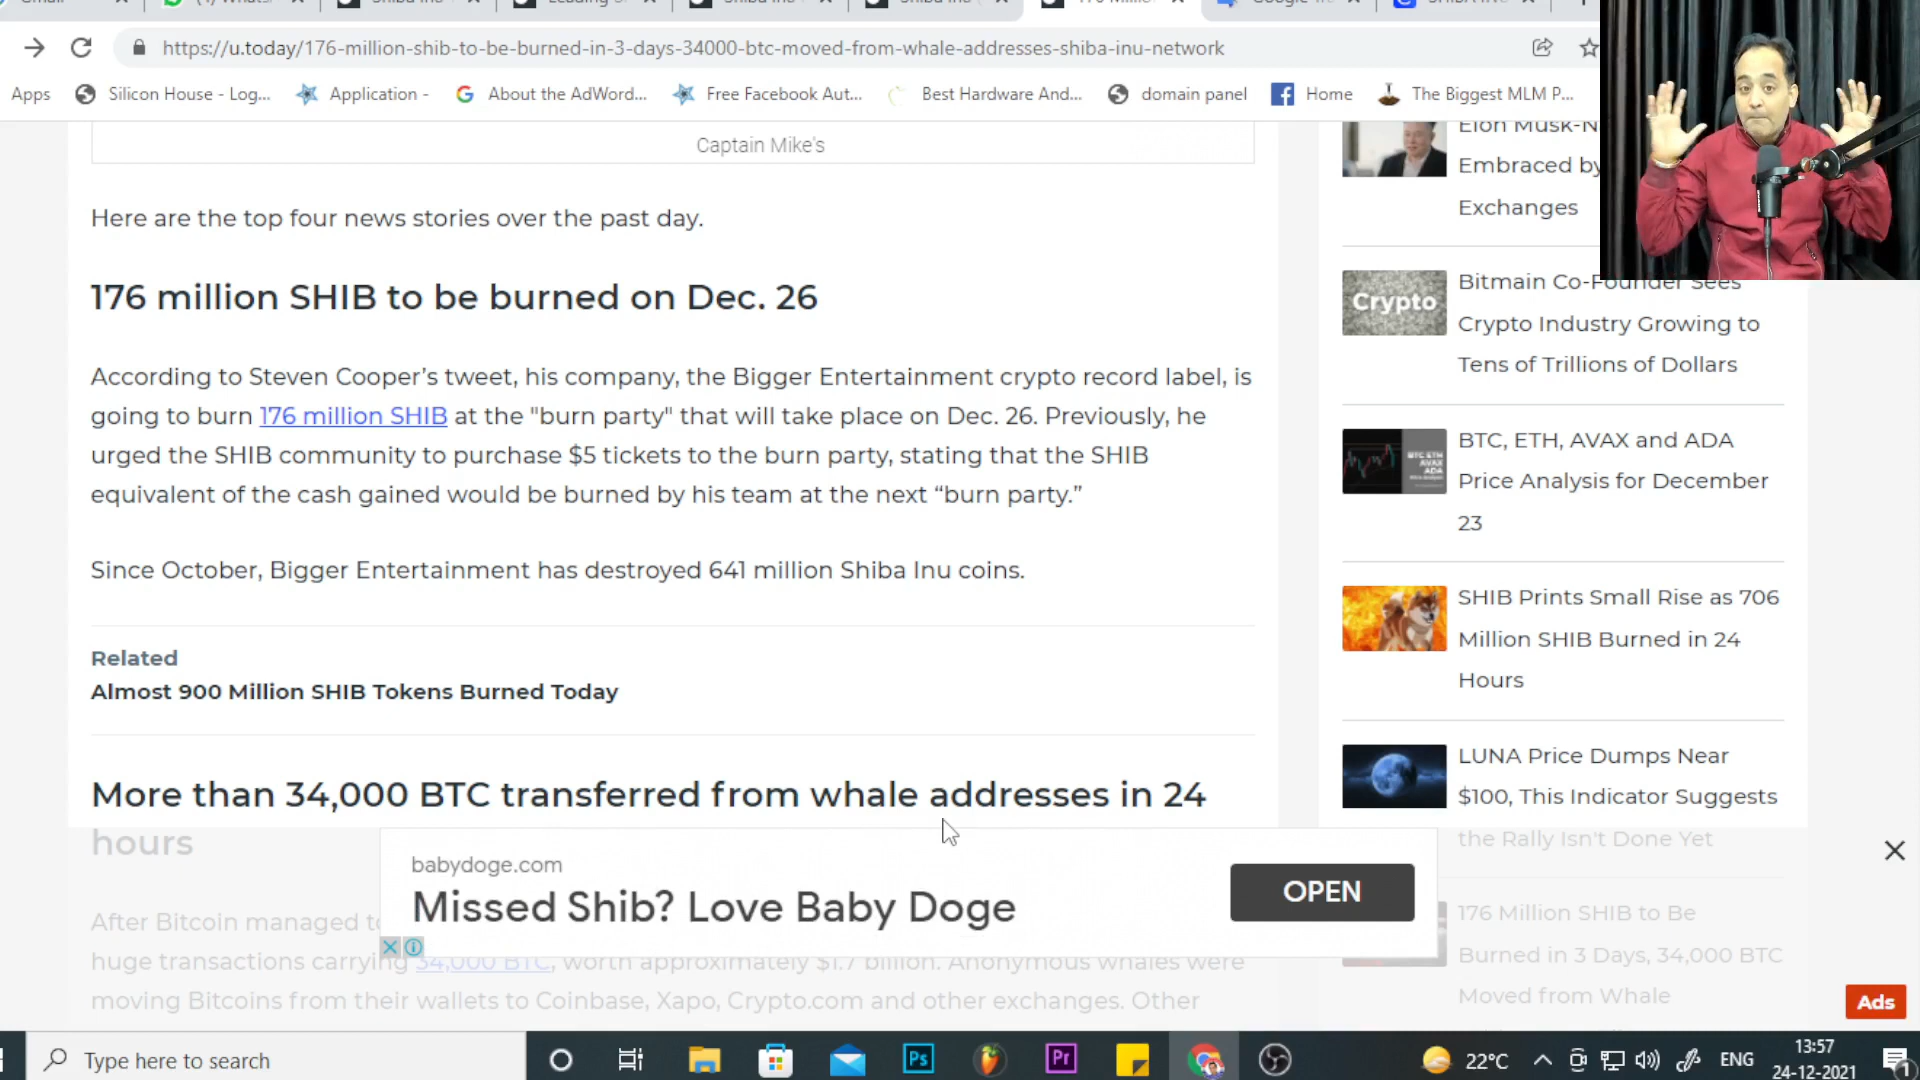 https://u.today/176-million-shib-to-be-burned-in-3-days-34000-btc-moved-from-whale-addresses-shiba-inu-network
Apps
Silicon House - Log...
Application -
About the AdWord...
Free Facebook Aut...
Best Hardware And...
domain panel
Home
The Biggest MLM P...
Captain Mike's
Here are the top four news stories over the past day.
176 million SHIB to be burned on Dec. 26
According to Steven Cooper’s tweet, his company, the Bigger Entertainment crypto record label, is
going to burn 176 million SHIB at the "burn party" that will take place on Dec. 26. Previously, he
urged the SHIB community to purchase $5 tickets to the burn party, stating that the SHIB
equivalent of the cash gained would be burned by his team at the next “burn party.”
Since October, Bigger Entertainment has destroyed 641 million Shiba Inu coins.
Related
Almost 900 Million SHIB Tokens Burned Today
More than 34,000 BTC transferred from whale addresses in 24
hours
After Bitcoin managed
huge transactions carrying 34,000 BTC, worth approximately $1.7 billion. Anonymous whales were
moving Bitcoins from their wallets to Coinbase, Xapo, Crypto.com and other exchanges. Other
babydoge.com
Missed Shib? Love Baby Doge
OPEN
Elon Musk-N
Embraced by
Exchanges
Crypto
Bitmain Co-Founder Sees
Crypto Industry Growing to
Tens of Trillions of Dollars
BTC ETH
AVAX
ADA
BTC, ETH, AVAX and ADA
Price Analysis for December
23
SHIB Prints Small Rise as 706
Million SHIB Burned in 24
Hours
LUNA Price Dumps Near
$100, This Indicator Suggests
the Rally Isn't Done Yet
176 Million SHIB to Be
Burned in 3 Days, 34,000 BTC
Moved from Whale
Ads
Type here to search
Ps
Pr
22°C
ENG
13:57
24-12-2021
1